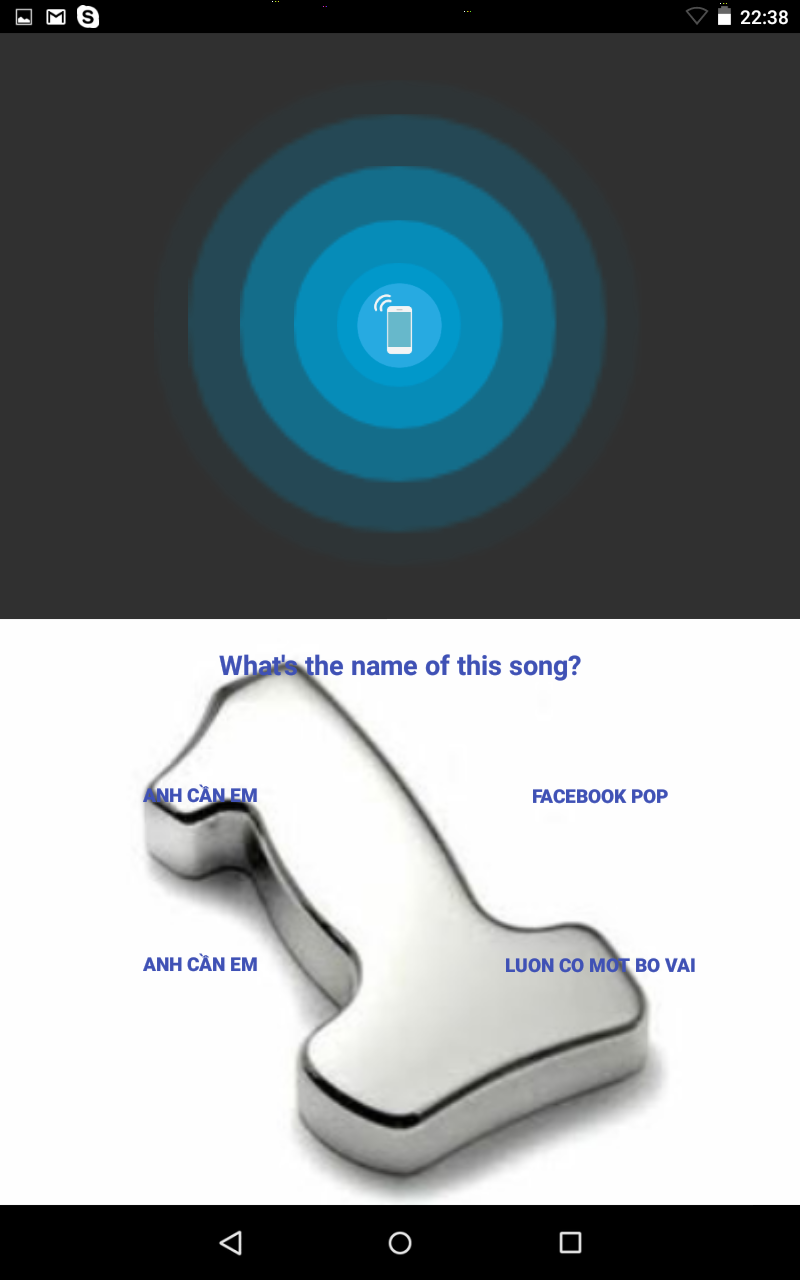 22:38
What's the name of this song?
ANH CẦN EM
FACEBOOK POP
ANH CẦN EM
LUON CO MOT BO VAI